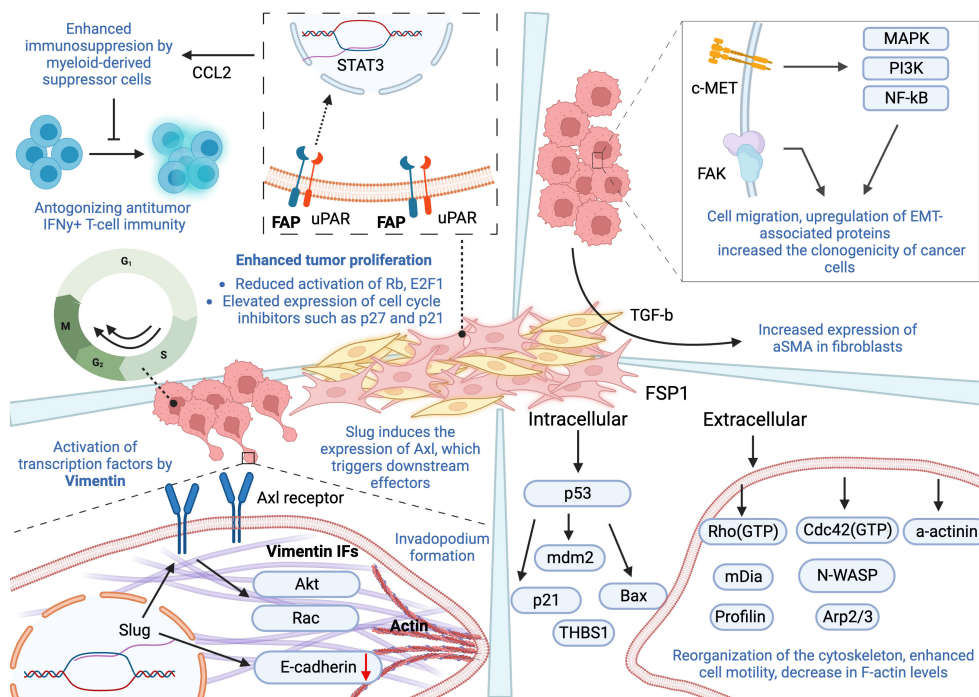 Enhanced
immunosuppresion by
myeloid-derived
suppressor cells
CCL2
STAT3
FAP
uPAR
FAP
uPAR
Antogonizing antitumor
IFNy+ T-cell immunity
c-MET
MAPK
PI3K
NF-kB
FAK
Cell migration, upregulation of EMT-
associated proteins
increased the clonogenicity of cancer
cells
Enhanced tumor proliferation
• Reduced activation of Rb, E2F1
• Elevated expression of cell cycle
inhibitors such as p27 and p21
G1
M
G2
S
TGF-b
Increased expression of
aSMA in fibroblasts
FSP1
Activation of
transcription factors by
Vimentin
Slug induces the
expression of Axl, which
triggers downstream
effectors
Axl receptor
Invadopodium
formation
Vimentin IFs
Akt
Rac
Actin
Slug
E-cadherin
Intracellular
p53
mdm2
p21
Bax
THBS1
Extracellular
Rho(GTP)
Cdc42(GTP)
a-actinin
mDia
N-WASP
Profilin
Arp2/3
Reorganization of the cytoskeleton, enhanced
cell motility, decrease in F-actin levels